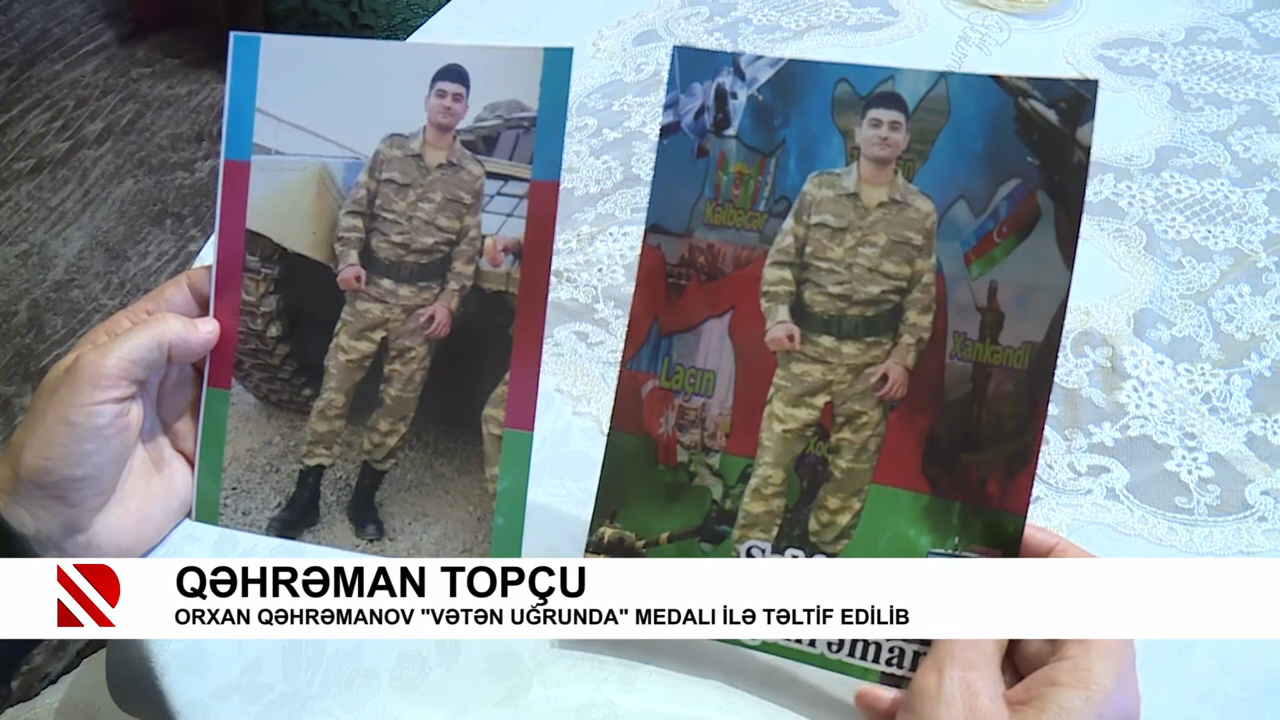 Kəlbəcər
Xankəndi
Laçın
QƏHRƏMAN TOPÇU
ORXAN QƏHRƏMANOV "VƏTƏN UĞRUNDA" MEDALI İLƏ TƏLTİF EDİLİB